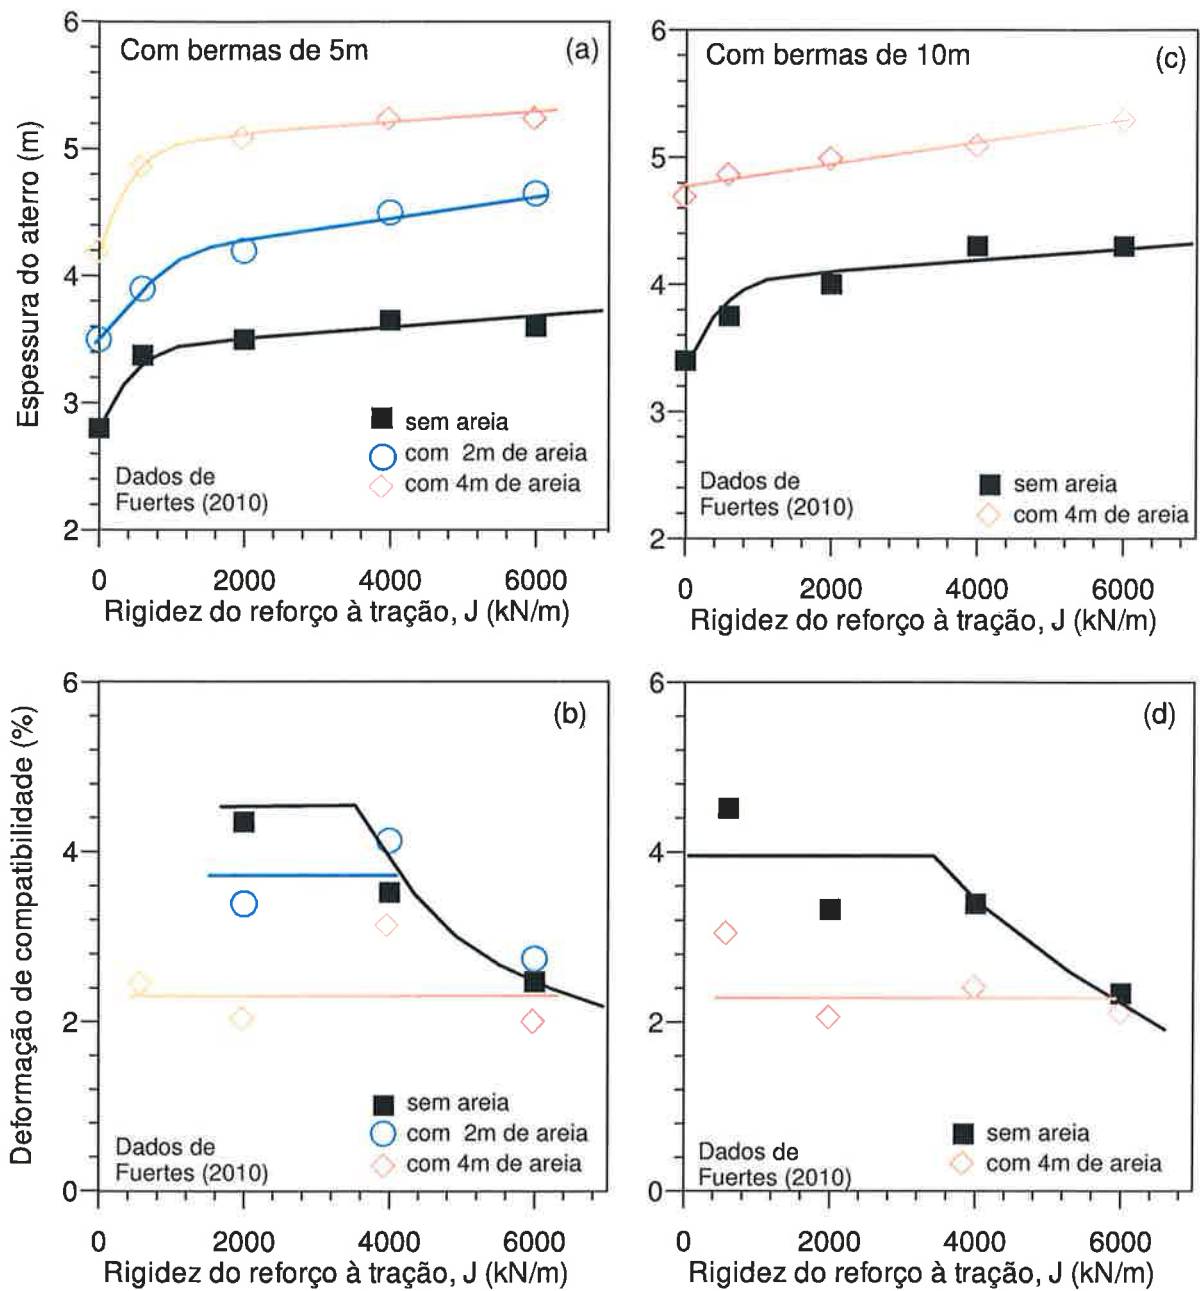 Com bermas de 5m
(a)
Espessura do aterro (m)
6
5
4
3
2
sem areia
com 2m de areia
com 4m de areia
Dados de
Fuertes (2010)
0 2000 4000 6000
Rigidez do reforço à tração, J (kN/m)
Com bermas de 10m
(c)
6
5
4
3
2
sem areia
com 4m de areia
Dados de
Fuertes (2010)
0 2000 4000 6000
Rigidez do reforço à tração, J (kN/m)
(b)
Deformação de compatibilidade (%)
6
4
2
0
sem areia
com 2m de areia
com 4m de areia
Dados de
Fuertes (2010)
0 2000 4000 6000
Rigidez do reforço à tração, J (kN/m)
(d)
6
4
2
0
sem areia
com 4m de areia
Dados de
Fuertes (2010)
0 2000 4000 6000
Rigidez do reforço à tração, J (kN/m)